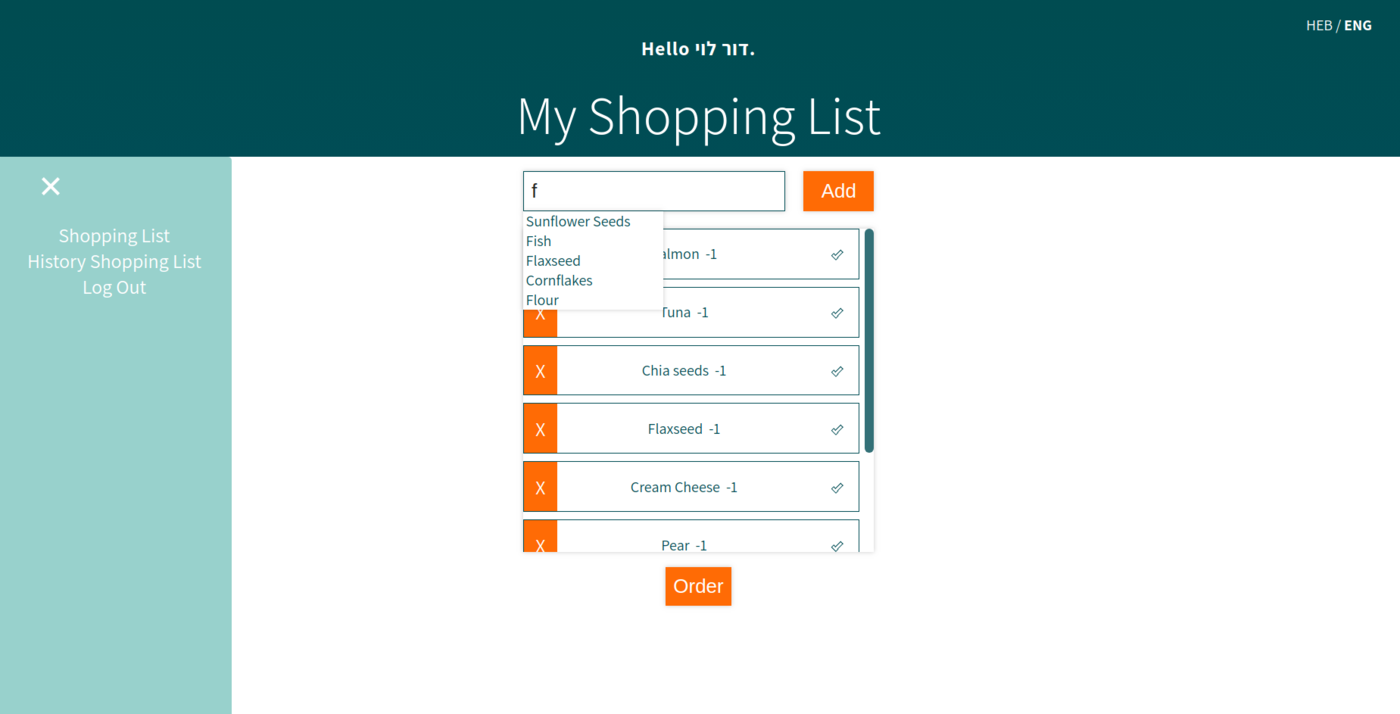 HEB / ENG
Hello דור לוי.
My Shopping List
Shopping List
History Shopping List
Log Out
f
Add
Sunflower Seeds
Fish
Flaxseed
Cornflakes
Flour
almon -1
X Tuna -1
X Chia seeds -1
X Flaxseed -1
X Cream Cheese -1
X Pear -1
Order